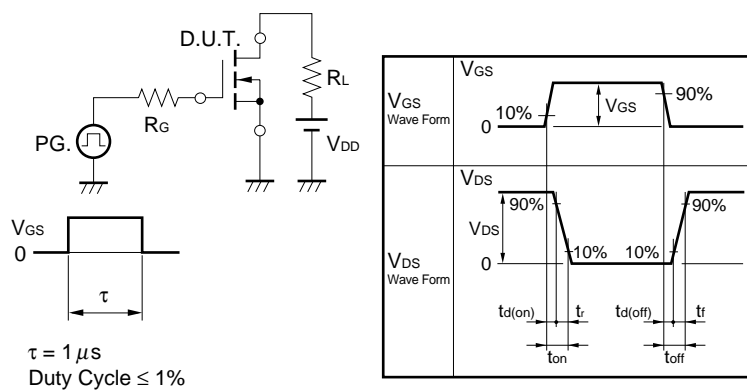 D.U.T.
RL
RG
PG.
VDD
VGS
0
τ
τ = 1 μs
Duty Cycle ≤ 1%
VGS
Wave Form
VGS
10%
VGS
90%
0
VDS
Wave Form
VDS
90%
VDS
10%
10%
90%
0
td(on)
tr
td(off)
tf
ton
toff